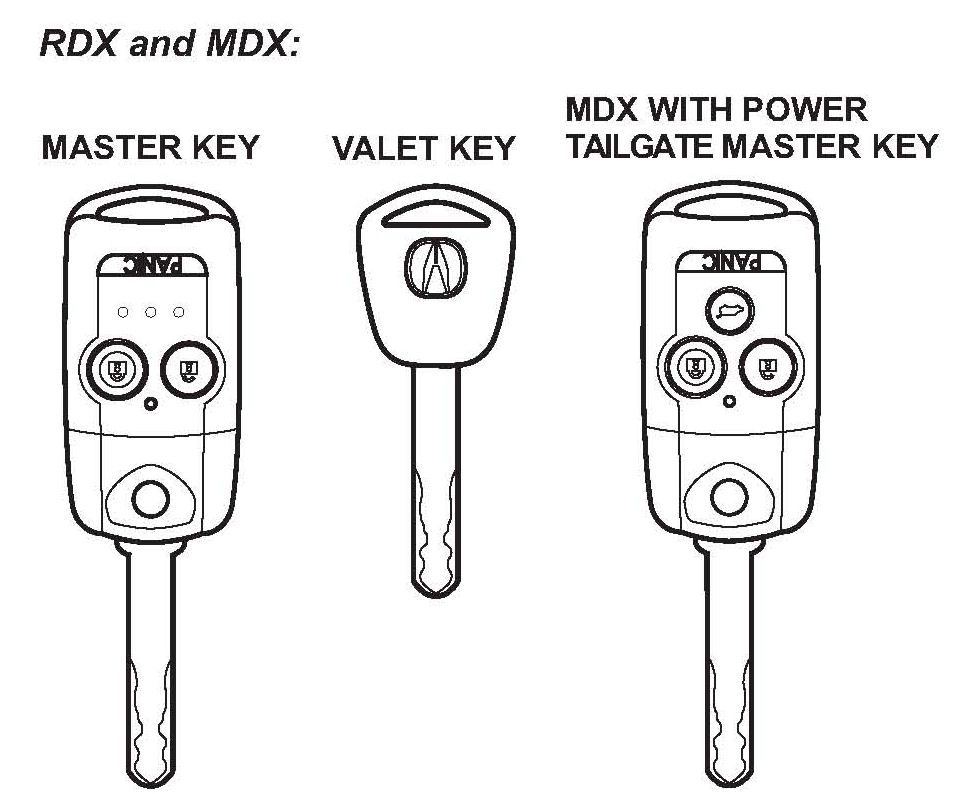 RDX and MDX:
MDX WITH POWER
MASTER KEY
VALET KEY
TAILGATE MASTER KEY
PANIC
PANIC